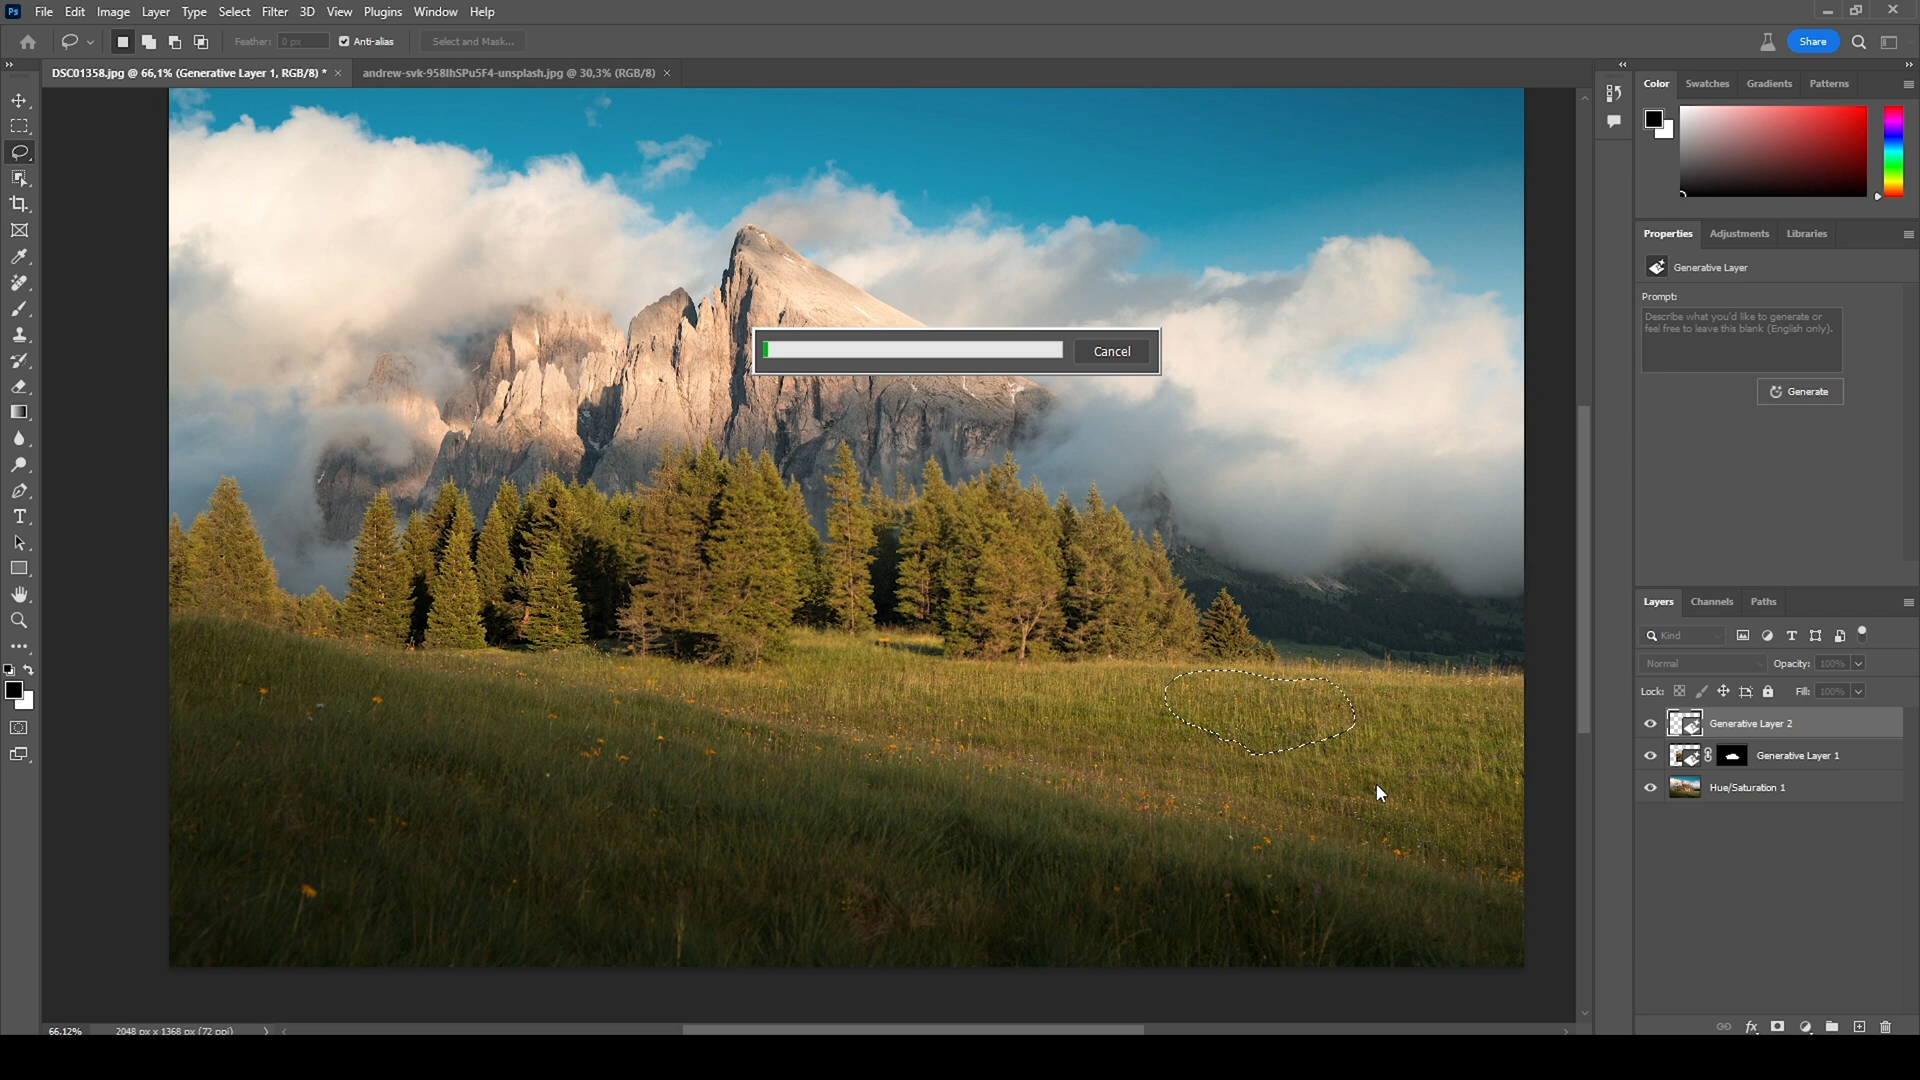 Ps File Edit Image Layer Type Select Filter 3D View Plugins Window Help
Feather: 0 px Anti-alias Select and Mask... Share
DSC01358.jpg @ 66,1% (Generative Layer 1, RGB/8) * × andrew-svk-958lhSPu5F4-unsplash.jpg @ 30,3% (RGB/8) ×
Color Swatches Gradients Patterns
Properties Adjustments Libraries
Generative Layer
Prompt:
Describe what you'd like to generate or
feel free to leave this blank (English only).
Generate
Cancel
Layers Channels Paths
Kind
Normal Opacity: 100%
Lock: Fill: 100%
Generative Layer 2
Generative Layer 1
Hue/Saturation 1
fx
66,12% 2048 px x 1368 px (72 ppi)